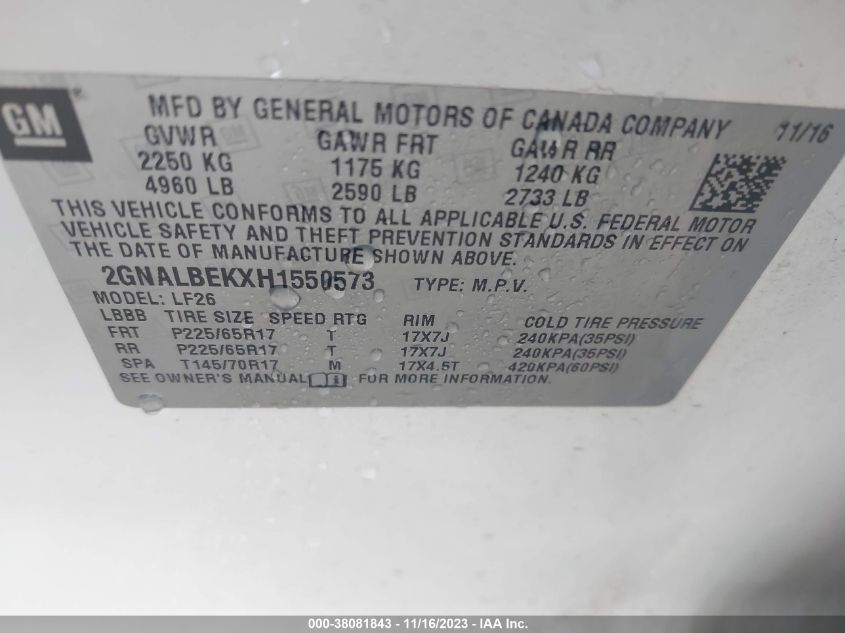 GM ® MFD BY GENERAL MOTORS OF CANADA COMPANY 11/16
GVWR GAWR FRT GAWR RR
2250 KG 1175 KG 1240 KG
4960 LB 2590 LB 2733 LB
THIS VEHICLE CONFORMS TO ALL APPLICABLE U.S. FEDERAL MOTOR
VEHICLE SAFETY AND THEFT PREVENTION STANDARDS IN EFFECT ON
THE DATE OF MANUFACTURE SHOWN ABOVE.
2GNALBEKXH1550573 TYPE: M.P.V.
MODEL: LF26
LBBB TIRE SIZE SPEED RTG RIM COLD TIRE PRESSURE
FRT P225/65R17 T 17X7J 240KPA(35PSI)
RR P225/65R17 T 17X7J 240KPA(35PSI)
SPA T145/70R17 M 17X4.5T 420KPA(60PSI)
SEE OWNER'S MANUAL FOR MORE INFORMATION.
000-38081843 - 11/16/2023 - IAA Inc.